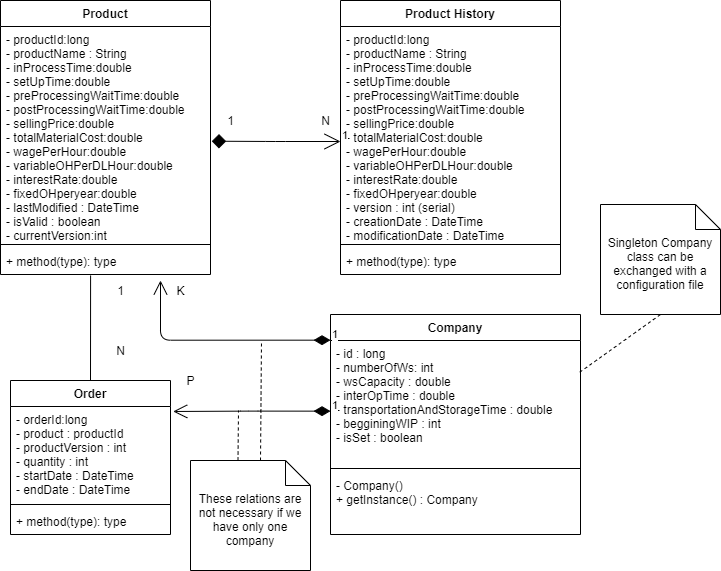 Product
- productId:long
- productName : String
- inProcessTime:double
- setUpTime:double
- preProcessingWaitTime:double
- postProcessingWaitTime:double
- sellingPrice:double
- totalMaterialCost:double
- wagePerHour:double
- variableOHPerDLHour:double
- interestRate:double
- fixedOHperyear:double
- lastModified : DateTime
- isValid : boolean
- currentVersion:int
+ method(type): type
1
N
1
Product History
- productId:long
- productName : String
- inProcessTime:double
- setUpTime:double
- preProcessingWaitTime:double
- postProcessingWaitTime:double
- sellingPrice:double
- totalMaterialCost:double
- wagePerHour:double
- variableOHPerDLHour:double
- interestRate:double
- fixedOHperyear:double
- version : int (serial)
- creationDate : DateTime
- modificationDate : DateTime
+ method(type): type
Singleton Company
class can be
exchanged with a
configuration file
1
K
N
P
Order
- orderId:long
- product : productId
- productVersion : int
- quantity : int
- startDate : DateTime
- endDate : DateTime
+ method(type): type
1
1
Company
- id : long
- numberOfWs: int
- wsCapacity : double
- interOpTime : double
- transportationAndStorageTime : double
- begginingWIP : int
- isSet : boolean
- Company()
+ getInstance() : Company
These relations are
not necessary if we
have only one
company